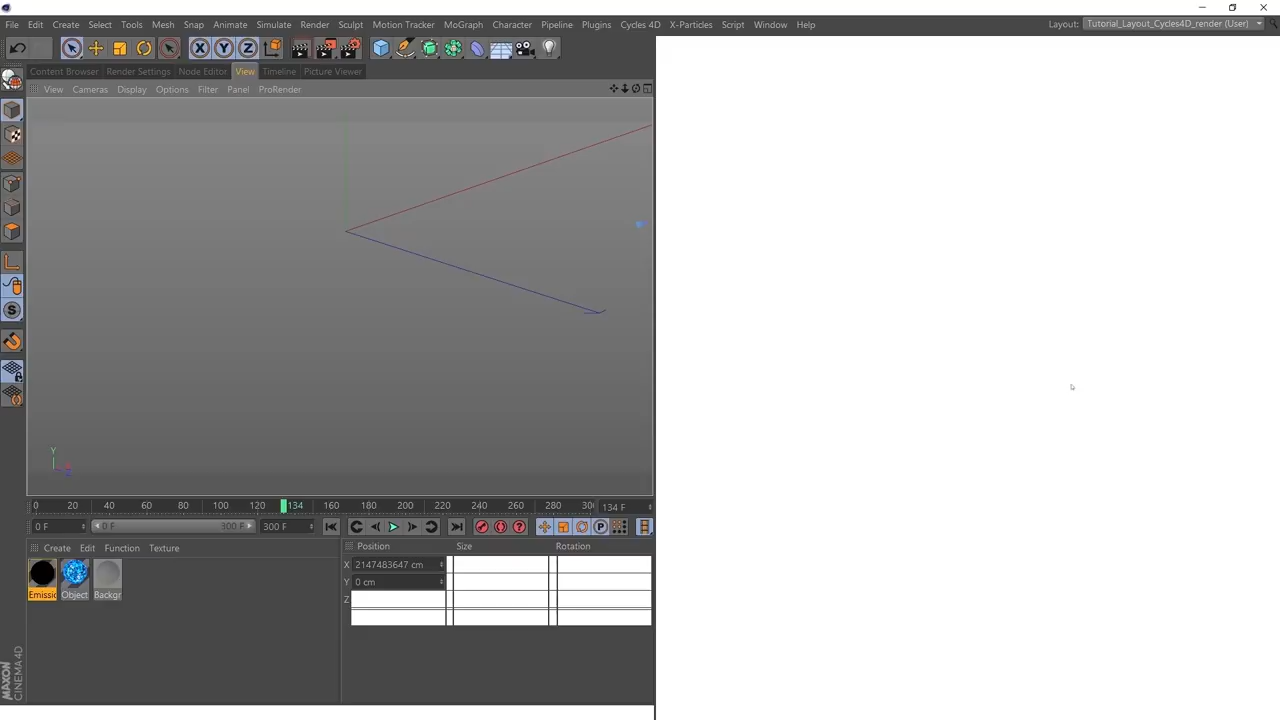 File Edit Create Select Tools Mesh Snap Animate Simulate Render Sculpt Motion Tracker MoGraph Character Pipeline Plugins Cycles 4D X-Particles Script Window Help Layout: Tutorial_Layout_Cycles4D_render (User)
X Y Z
Content Browser Render Settings Node Editor View Timeline Picture Viewer
View Cameras Display Options Filter Panel ProRender
S
Y
X
Z
0 20 40 60 80 100 120 134 160 180 200 220 240 260 280 30 134 F
0 F 0 F 300 F 300 F P
Create Edit Function Texture
Position Size Rotation
X 2147483647 cm
Y 0 cm
Z
Emissio Object Backgr
MAXON
CINEMA 4D